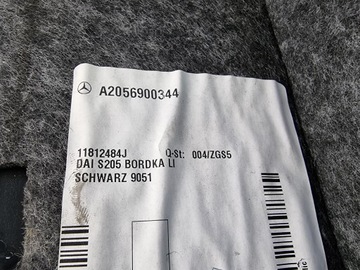 A2056900344
11812484J Q-St: 004/ZGS5
DAI S205 BORDKA LI
SCHWARZ 9051